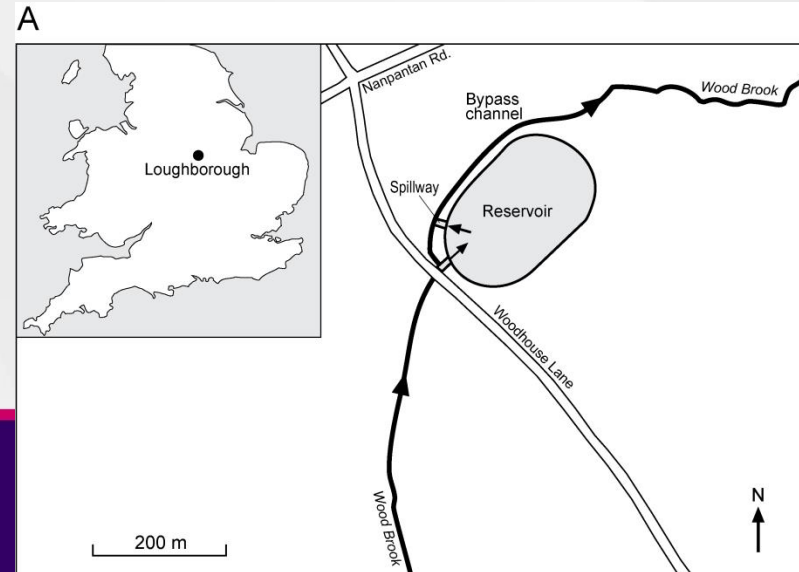 A
Loughborough
Nanpantan Rd.
Wood Brook
Bypass
channel
Spillway
Reservoir
Woodhouse Lane
Wood Brook
200 m
N